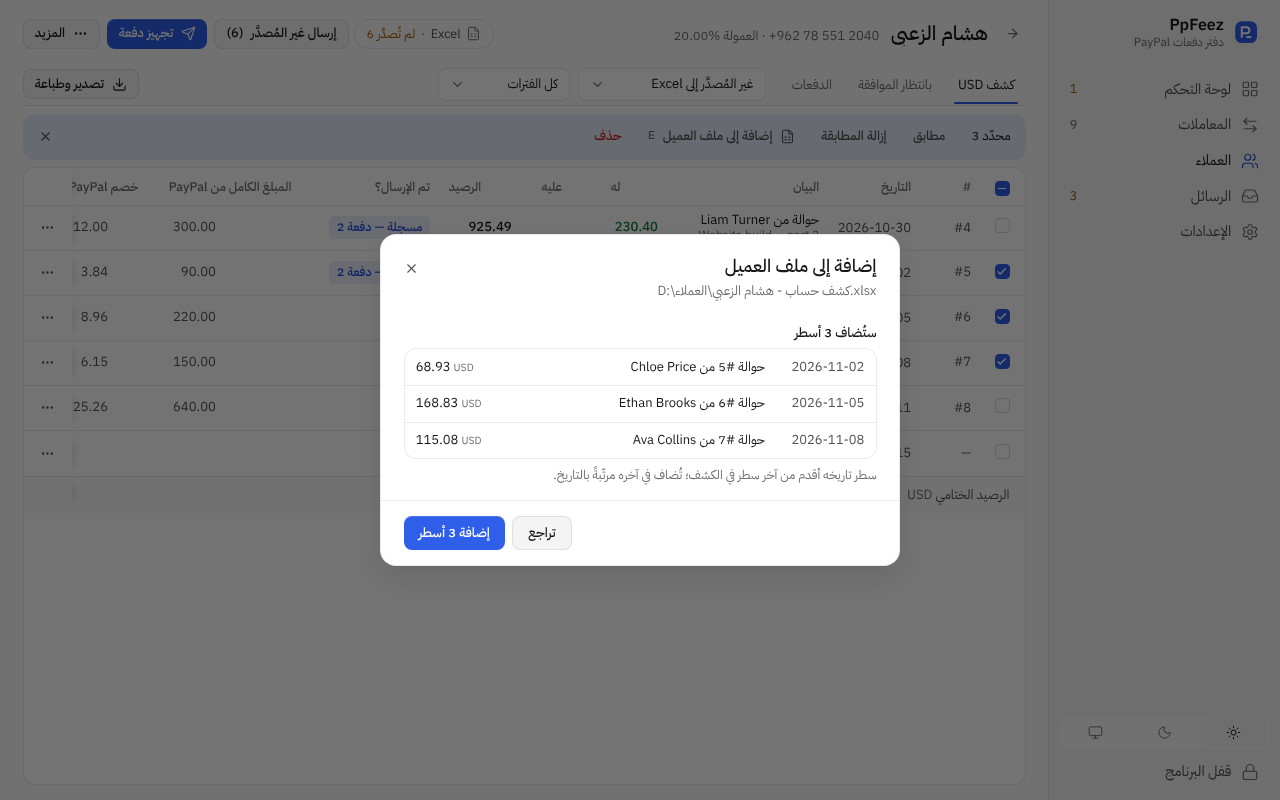 PpFeez
دفتر دفعات PayPal
لوحة التحكم 1
المعاملات 9
العملاء
الرسائل 3
الإعدادات
قفل البرنامج
هشام الزعبي
+962 78 551 2040 · العمولة 20.00%
Excel · لم تُصدَّر 6
إرسال غير المُصدَّر (6)
تجهيز دفعة
المزيد
كشف USD
بانتظار الموافقة
الدفعات
غير المُصدَّر إلى Excel
كل الفترات
تصدير وطباعة
محدّد 3
مطابق
إزالة المطابقة
إضافة إلى ملف العميل E
حذف
# التاريخ البيان له عليه الرصيد تم الإرسال؟ المبلغ الكامل من PayPal خصم PayPal
#4 2026-10-30 حوالة من Liam Turner 230.40 925.49 مسجلة — دفعة 2 300.00 12.00
#5 02 دفعة 2 90.00 3.84
#6 05 220.00 8.96
#7 08 150.00 6.15
#8 11 640.00 25.26
— 15
الرصيد الختامي USD
إضافة إلى ملف العميل
D:\العملاء\كشف حساب - هشام الزعبي.xlsx
ستُضاف 3 أسطر
2026-11-02 حوالة #5 من Chloe Price 68.93 USD
2026-11-05 حوالة #6 من Ethan Brooks 168.83 USD
2026-11-08 حوالة #7 من Ava Collins 115.08 USD
سطر تاريخه أقدم من آخر سطر في الكشف؛ تُضاف في آخره مرتّبةً بالتاريخ.
تراجع
إضافة 3 أسطر